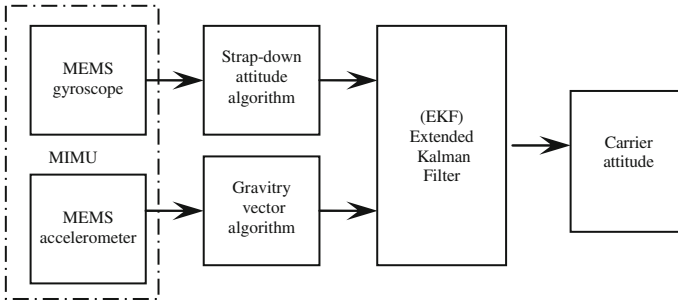 MEMS
gyroscope
Strap-down
attitude
algorithm
(EKF)
Extended
Kalman
Filter
Carrier
attitude
MIMU
MEMS
accelerometer
Gravitry
vector
algorithm